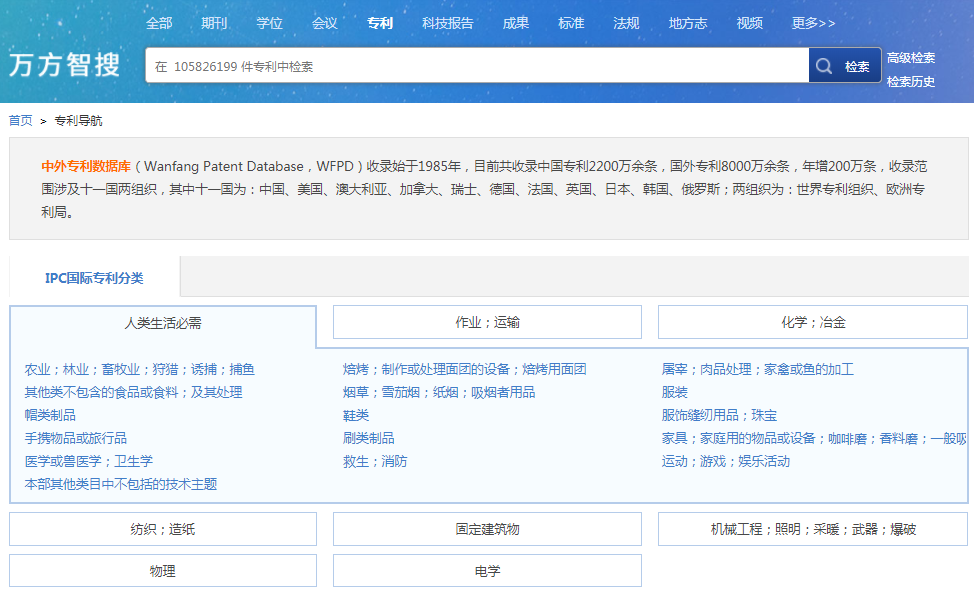 全部 期刊 学位 会议 专利 科技报告 成果 标准 法规 地方志 视频 更多>>
万方智搜
在 105826199 件专利中检索
检索
高级检索
检索历史
首页 > 专利导航
中外专利数据库（Wanfang Patent Database，WFPD）收录始于1985年，目前共收录中国专利2200万余条，国外专利8000万余条，年增200万条，收录范
围涉及十一国两组织，其中十一国为：中国、美国、澳大利亚、加拿大、瑞士、德国、法国、英国、日本、韩国、俄罗斯；两组织为：世界专利组织、欧洲专
利局。
IPC国际专利分类
人类生活必需 作业；运输 化学；冶金
农业；林业；畜牧业；狩猎；诱捕；捕鱼 焙烤；制作或处理面团的设备；焙烤用面团 屠宰；肉品处理；家禽或鱼的加工
其他类不包含的食品或食料；及其处理 烟草；雪茄烟；纸烟；吸烟者用品 服装
帽类制品 鞋类 服饰缝纫用品；珠宝
手携物品或旅行品 刷类制品 家具；家庭用的物品或设备；咖啡磨；香料磨；一般吸
医学或兽医学；卫生学 救生；消防 运动；游戏；娱乐活动
本部其他类目中不包括的技术主题
纺织；造纸 固定建筑物 机械工程；照明；采暖；武器；爆破
物理 电学